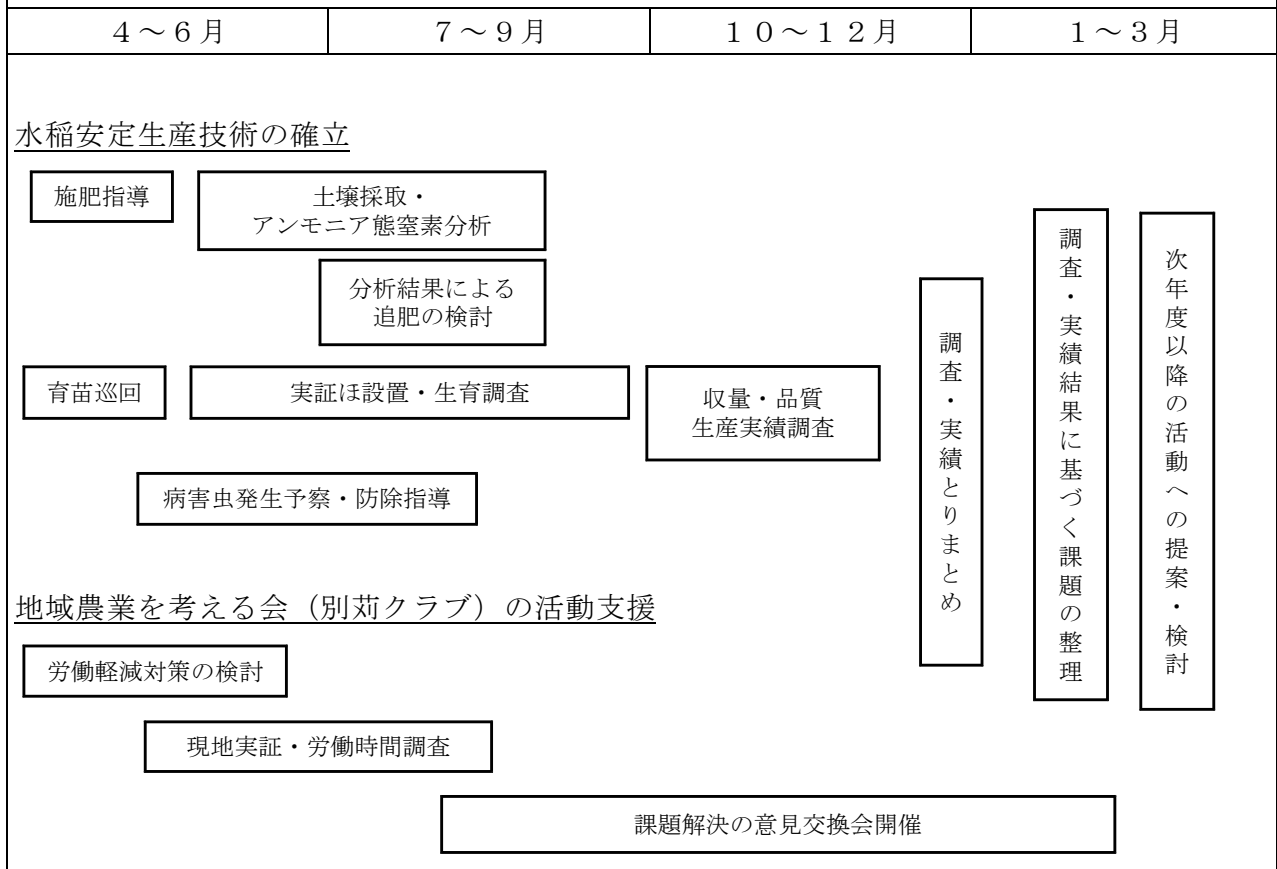 ４～６月
７～９月
１０～１２月
１～３月
水稲安定生産技術の確立
施肥指導
土壌採取・
アンモニア態窒素分析
分析結果による
追肥の検討
育苗巡回
実証ほ設置・生育調査
収量・品質
生産実績調査
病害虫発生予察・防除指導
調査・実績とりまとめ
調査・実績結果に基づく課題の整理
次年度以降の活動への提案・検討
地域農業を考える会（別苅クラブ）の活動支援
労働軽減対策の検討
現地実証・労働時間調査
課題解決の意見交換会開催